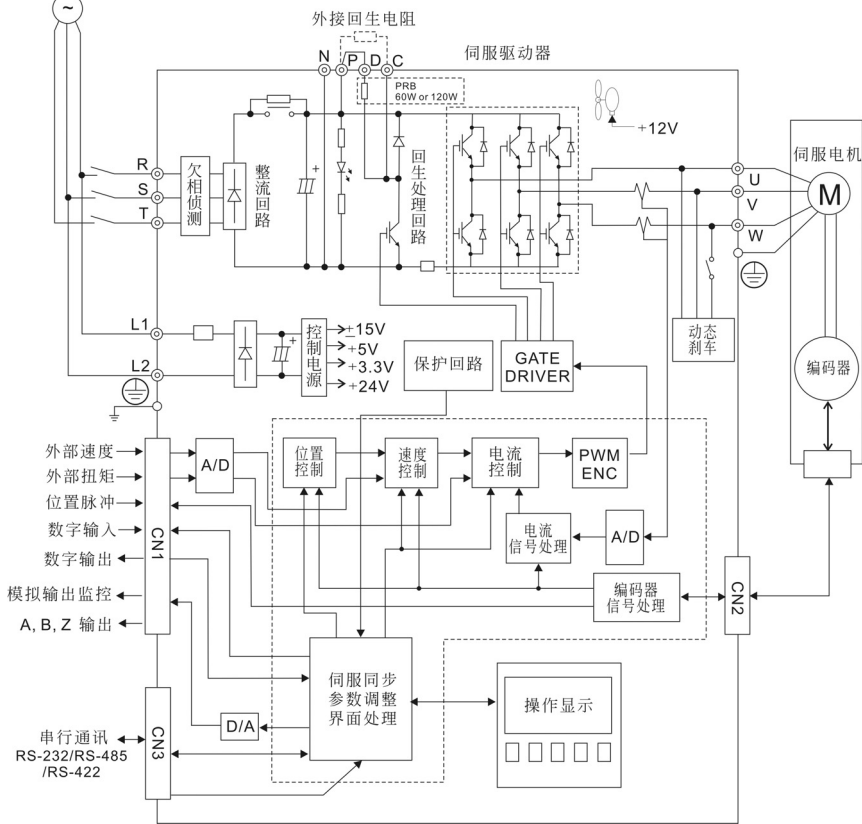 ~
外接回生电阻
伺服驱动器
N
P
D
C
PRB
60W or 120W
+12V
伺服电机
R
S
T
欠相侦测
整流回路
+
回生处理回路
U
V
W
M
L1
L2
+
控制电源
±15V
+5V
+3.3V
+24V
保护回路
GATE
DRIVER
动态
刹车
编码器
外部速度
外部扭矩
位置脉冲
数字输入
数字输出
模拟输出监控
A, B, Z 输出
CN1
A/D
位置
控制
速度
控制
电流
控制
PWM
ENC
电流
信号处理
A/D
编码器
信号处理
CN2
伺服同步
参数调整
界面处理
D/A
操作显示
串行通讯
RS-232/RS-485
/RS-422
CN3